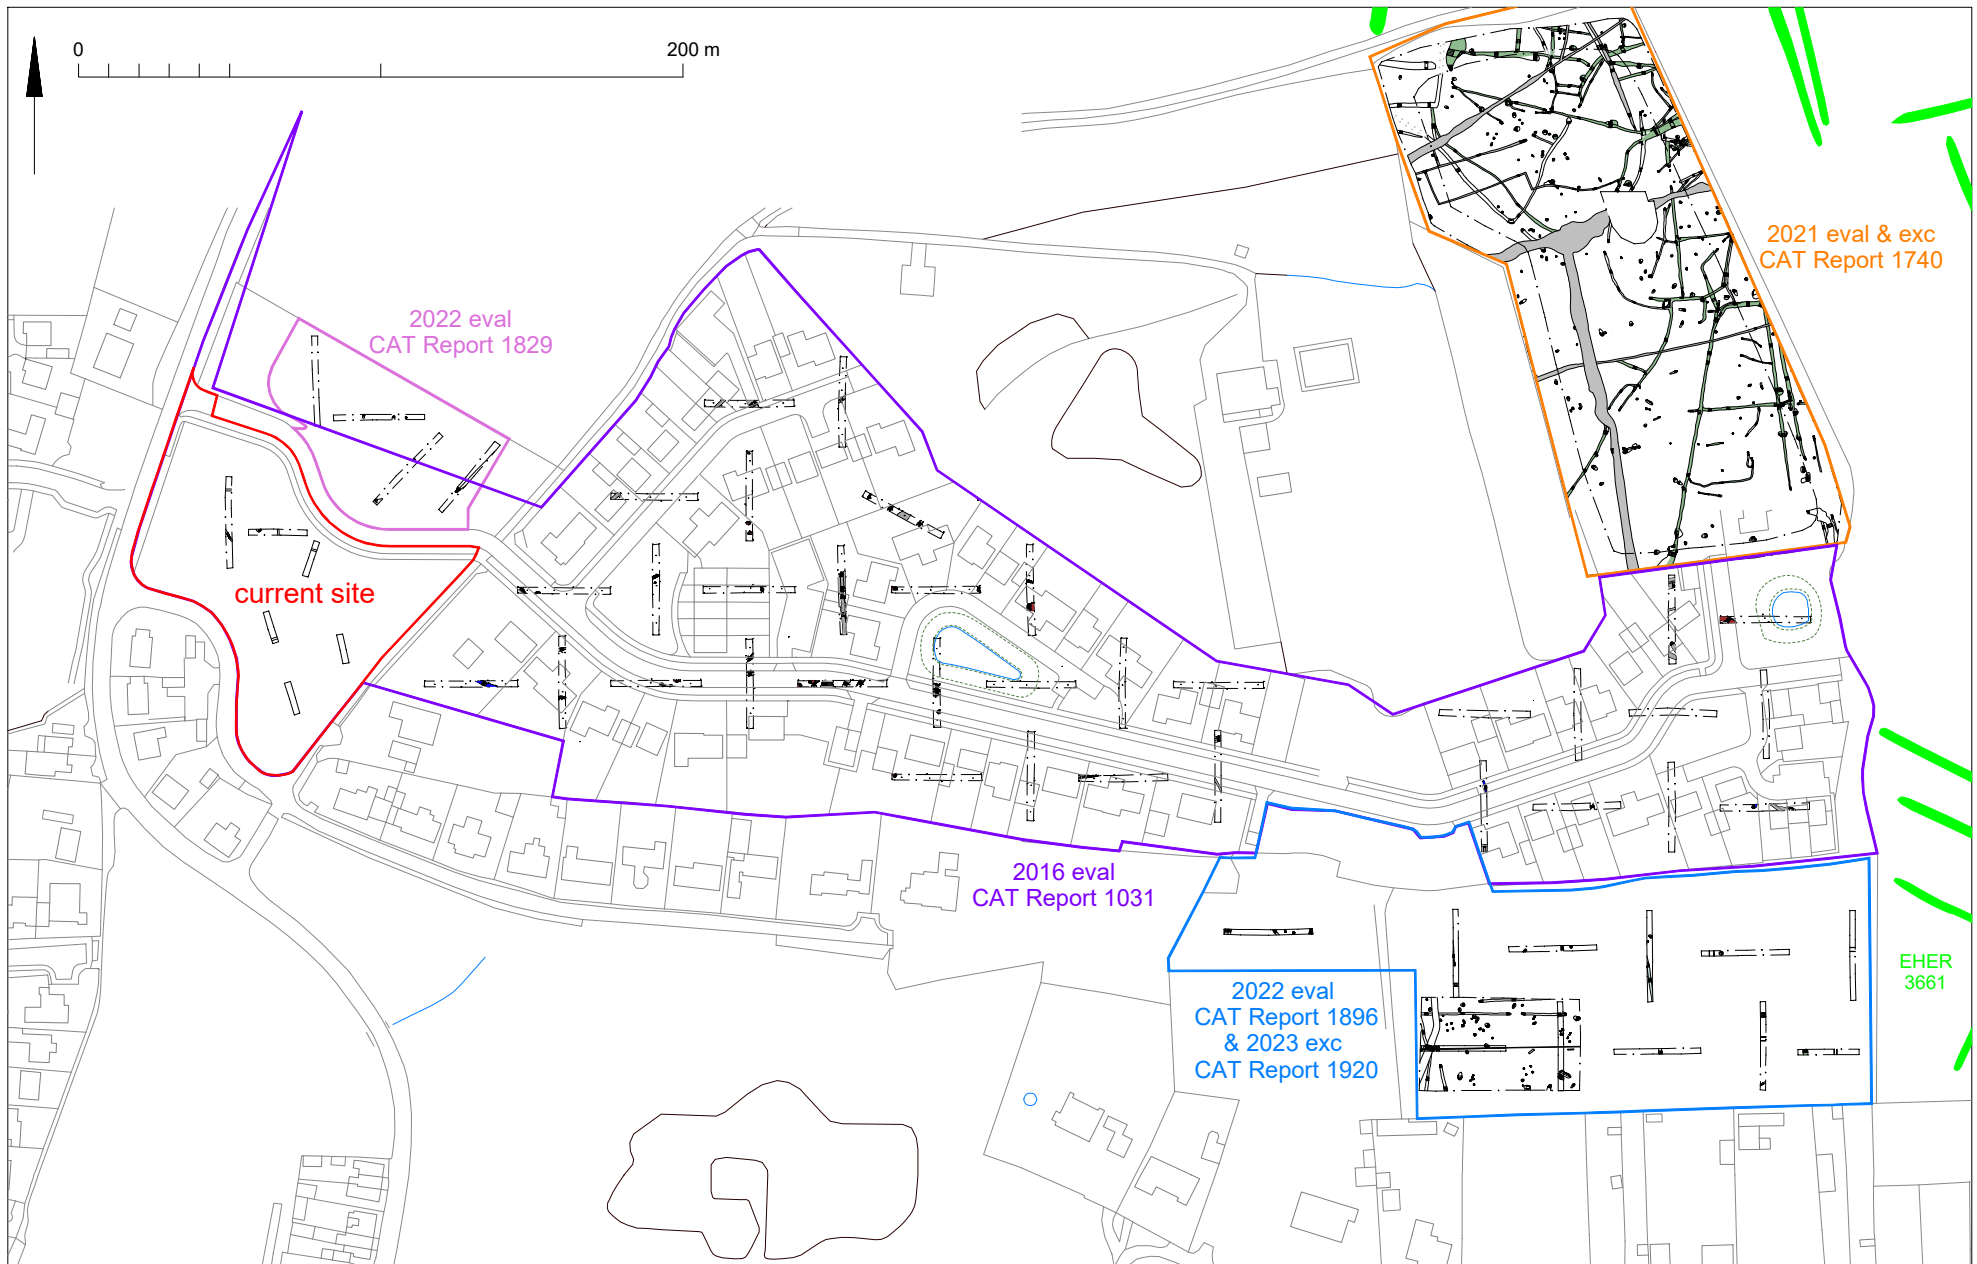 0
200 m
2021 eval & exc
CAT Report 1740
2022 eval
CAT Report 1829
current site
2016 eval
CAT Report 1031
EHER
3661
2022 eval
CAT Report 1896
& 2023 exc
CAT Report 1920